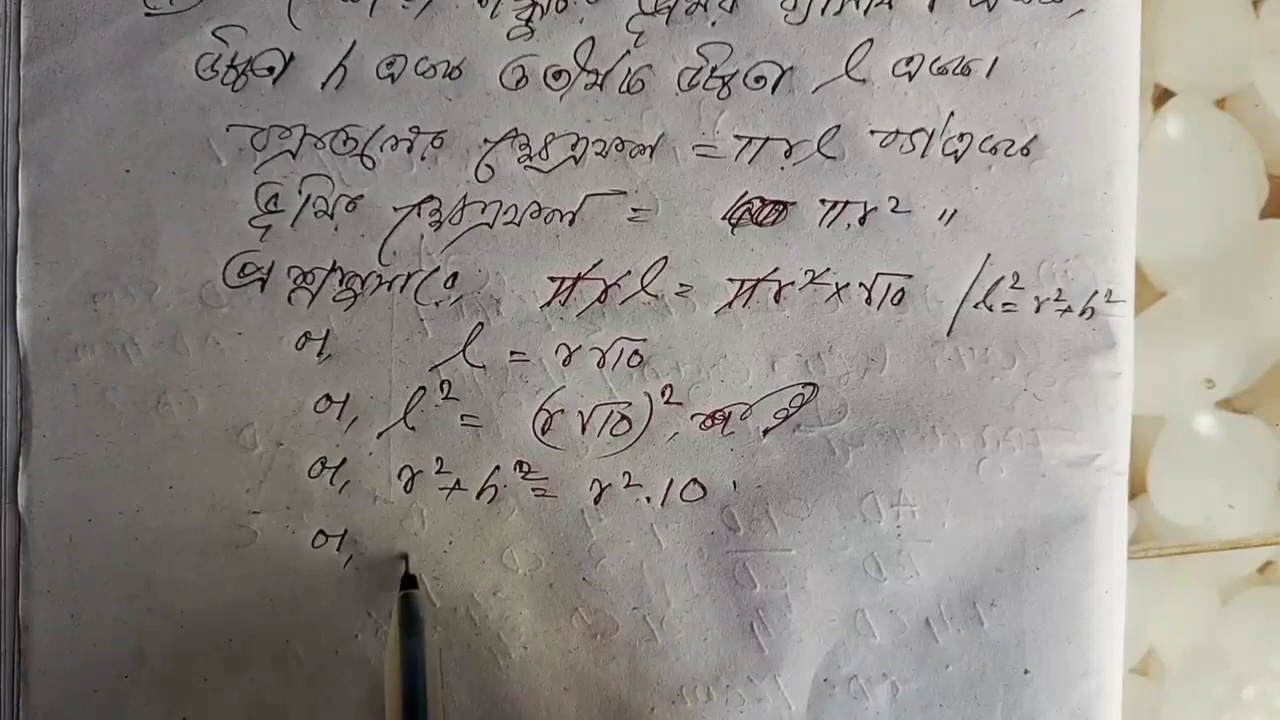 উচ্চতা h একক ও তীর্যক উচ্চতা l একক।
বক্রতলের ক্ষেত্রফল = πrl বর্গএকক
ভূমির ক্ষেত্রফল = πr² "
প্রশ্নানুসারে, πrl = πr² × √10 / l² = r² + h²
বা, l = r√10
বা, l² = (r√10)²,
বা, r² + h² = r².10
বা,